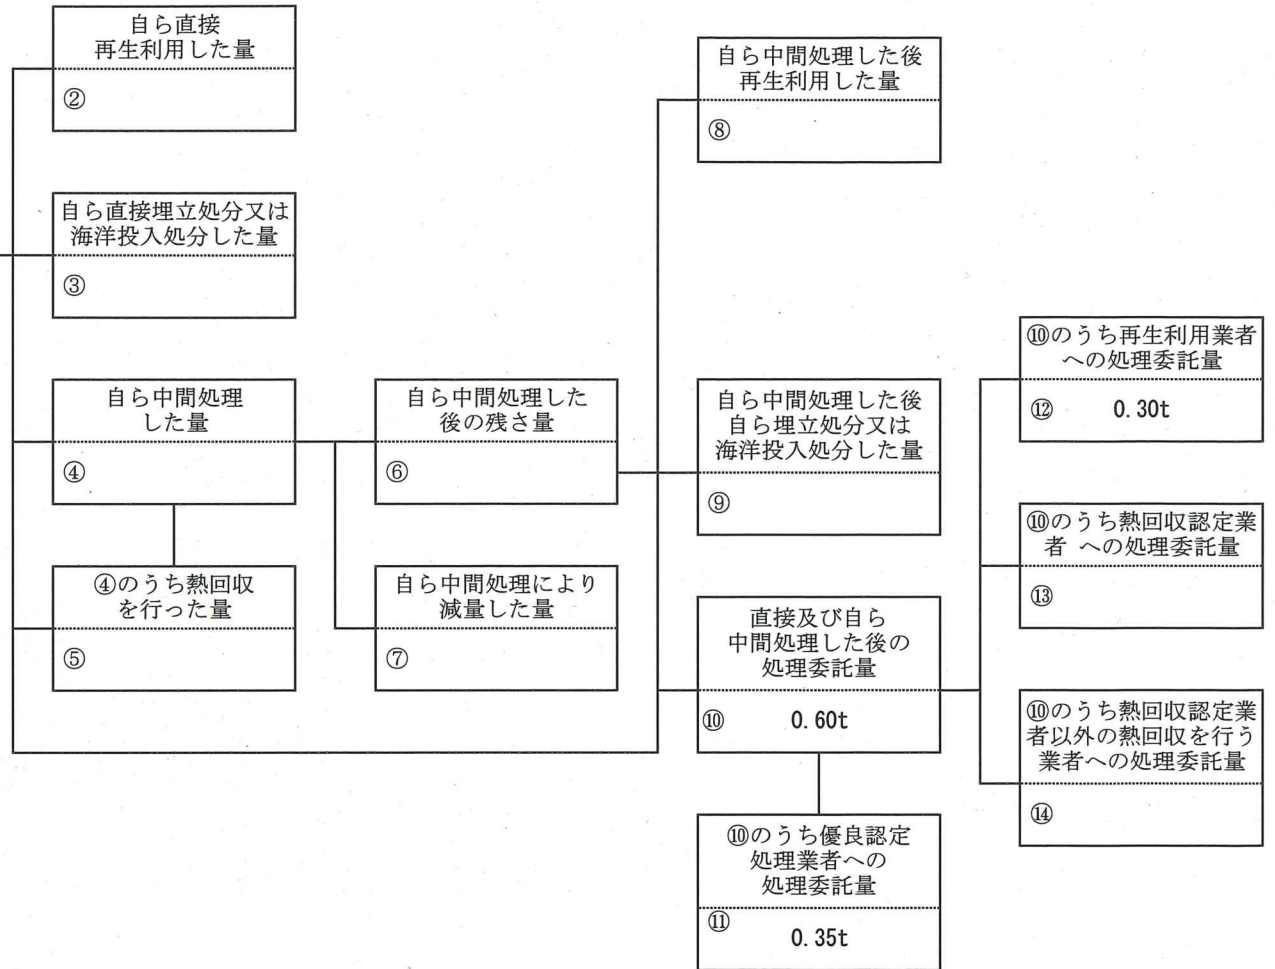 自ら直接
再生利用した量
②
自ら直接埋立処分又は
海洋投入処分した量
③
自ら中間処理
した量
④
④のうち熱回収
を行った量
⑤
自ら中間処理した
後の残さ量
⑥
自ら中間処理により
減量した量
⑦
自ら中間処理した後
再生利用した量
⑧
自ら中間処理した後
自ら埋立処分又は
海洋投入処分した量
⑨
直接及び自ら
中間処理した後の
処理委託量
⑩ 0.60t
⑩のうち優良認定
処理業者への
処理委託量
⑪ 0.35t
⑩のうち再生利用業者
への処理委託量
⑫ 0.30t
⑩のうち熱回収認定業
者 への処理委託量
⑬
⑩のうち熱回収認定業
者以外の熱回収を行う
業者への処理委託量
⑭